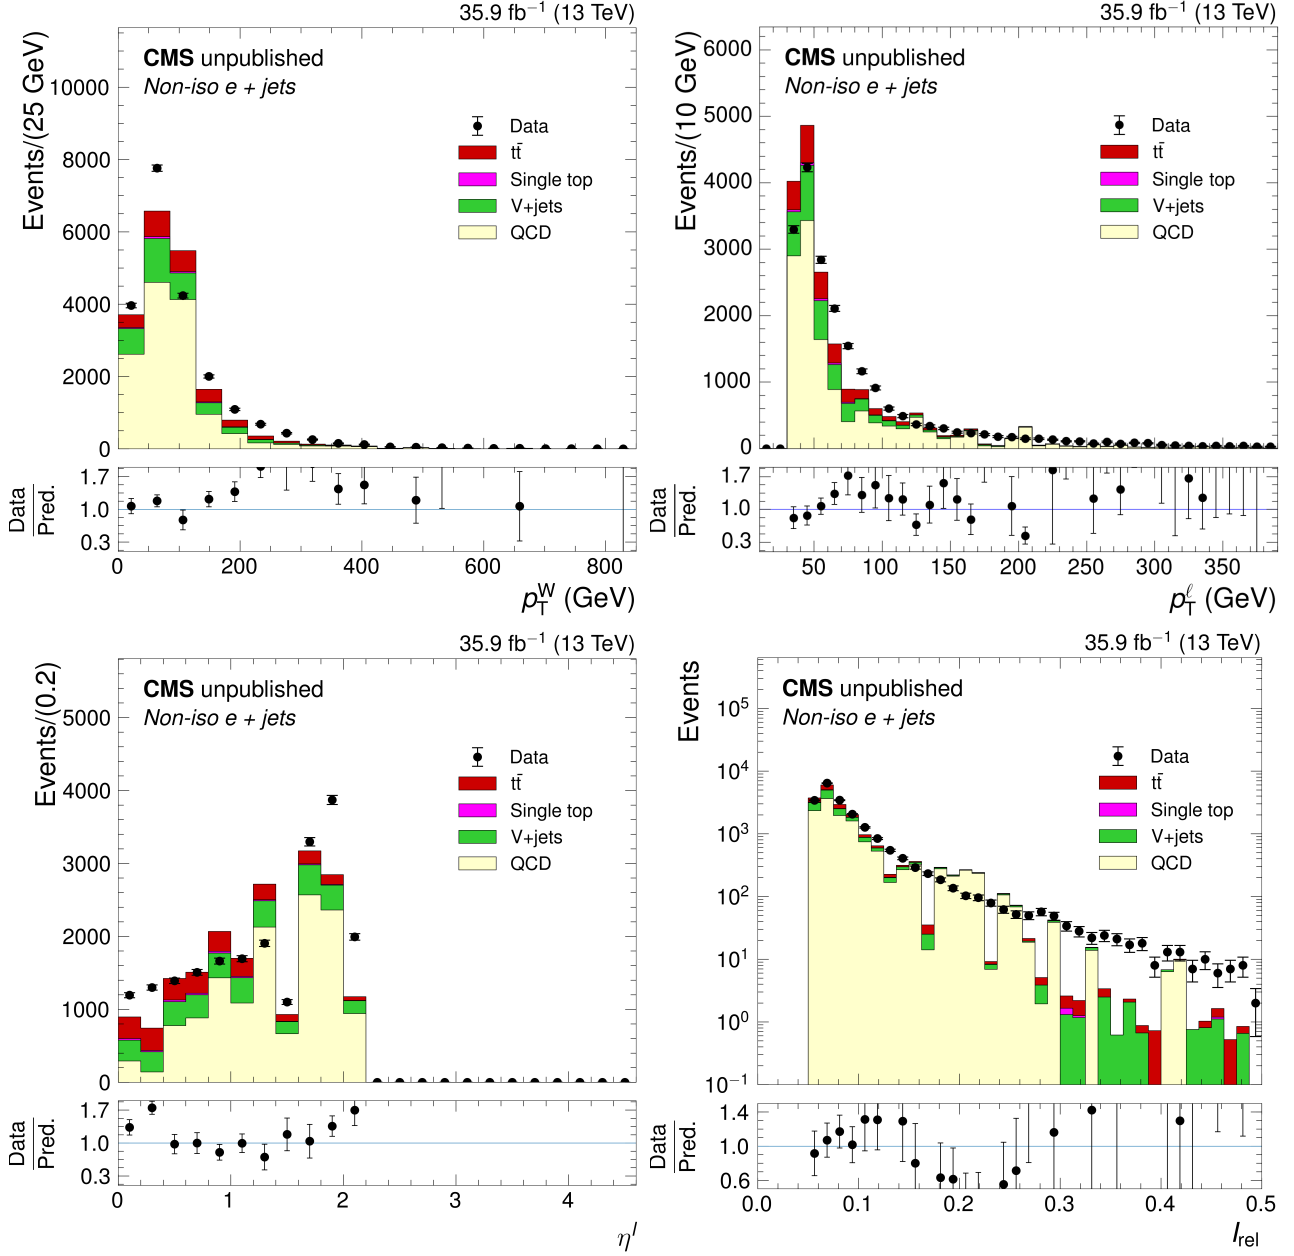 35.9 fb⁻¹ (13 TeV)
CMS unpublished
Non-iso e + jets
Events/(25 GeV)
10000
8000
6000
4000
2000
0
Data
tt̄
Single top
V+jets
QCD
Data
Pred.
1.7
1.0
0.3
0 200 400 600 800
p_T^W (GeV)
35.9 fb⁻¹ (13 TeV)
CMS unpublished
Non-iso e + jets
Events/(10 GeV)
6000
5000
4000
3000
2000
1000
0
Data
tt̄
Single top
V+jets
QCD
Data
Pred.
1.7
1.0
0.3
50 100 150 200 250 300 350
p_T^ℓ (GeV)
35.9 fb⁻¹ (13 TeV)
CMS unpublished
Non-iso e + jets
Events/(0.2)
5000
4000
3000
2000
1000
0
Data
tt̄
Single top
V+jets
QCD
Data
Pred.
1.7
1.0
0.3
0 1 2 3 4
η^l
35.9 fb⁻¹ (13 TeV)
CMS unpublished
Non-iso e + jets
Events
10⁵
10⁴
10³
10²
10¹
10⁰
10⁻¹
Data
tt̄
Single top
V+jets
QCD
Data
Pred.
1.4
1.0
0.6
0.0 0.1 0.2 0.3 0.4 0.5
I_rel